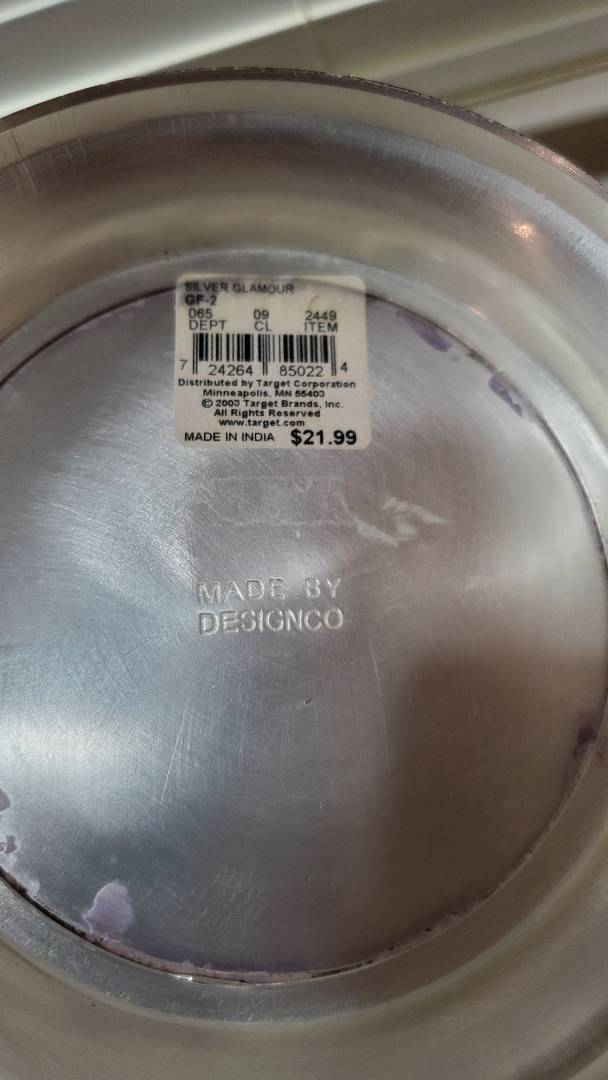 SILVER GLAMOUR
GF-2
065 09 2449
DEPT CL ITEM
7 24264 85022 4
Distributed by Target Corporation
Minneapolis, MN 55403
© 2003 Target Brands, Inc.
All Rights Reserved
www.target.com
MADE IN INDIA $21.99
MADE BY
DESIGNCO